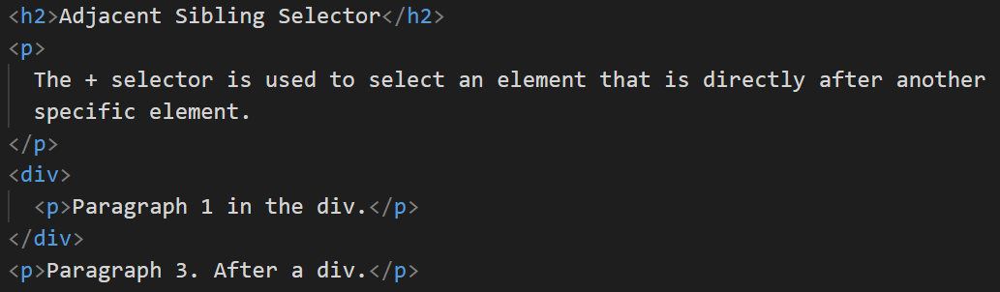 <h2>Adjacent Sibling Selector</h2>
<p>
The + selector is used to select an element that is directly after another
specific element.
</p>
<div>
<p>Paragraph 1 in the div.</p>
</div>
<p>Paragraph 3. After a div.</p>